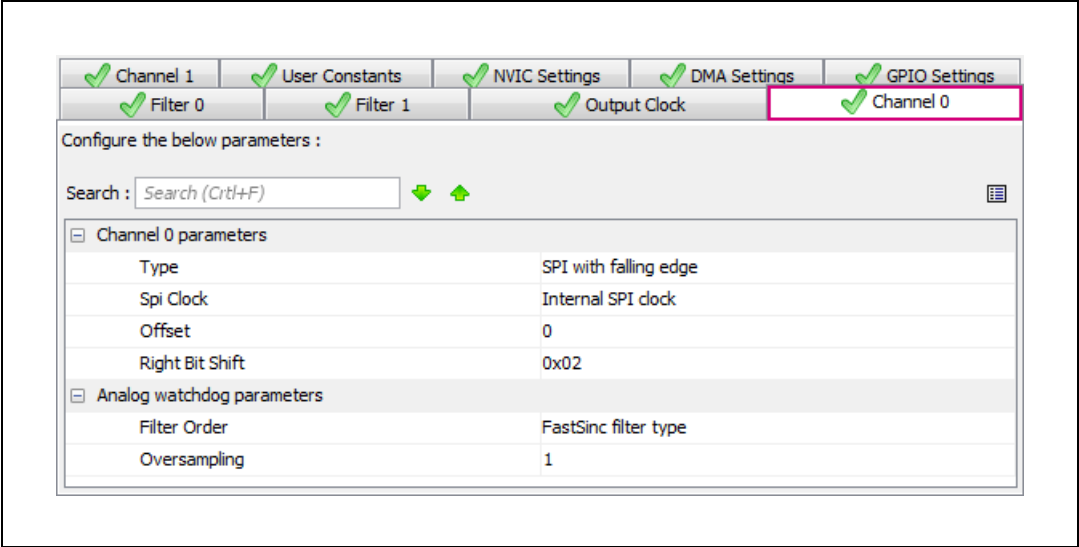 Channel 1 User Constants NVIC Settings DMA Settings GPIO Settings
Filter 0 Filter 1 Output Clock Channel 0
Configure the below parameters :
Search : Search (Crtl+F)
Channel 0 parameters
Type SPI with falling edge
Spi Clock Internal SPI clock
Offset 0
Right Bit Shift 0x02
Analog watchdog parameters
Filter Order FastSinc filter type
Oversampling 1